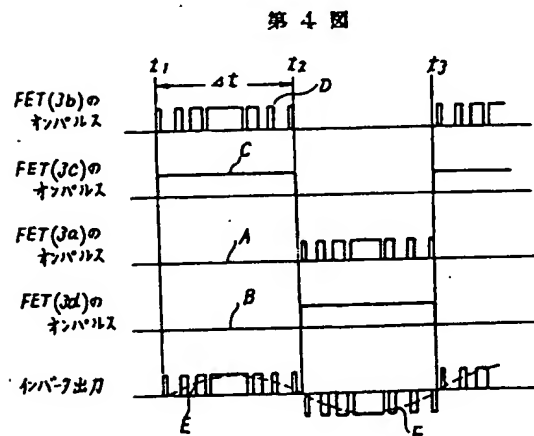 第4図
t1 Δt t2 t3
FET(3b)の
オンパルス
D
FET(3c)の
オンパルス
C
FET(3a)の
オンパルス
A
FET(3d)の
オンパルス
B
インバータ出力
E F